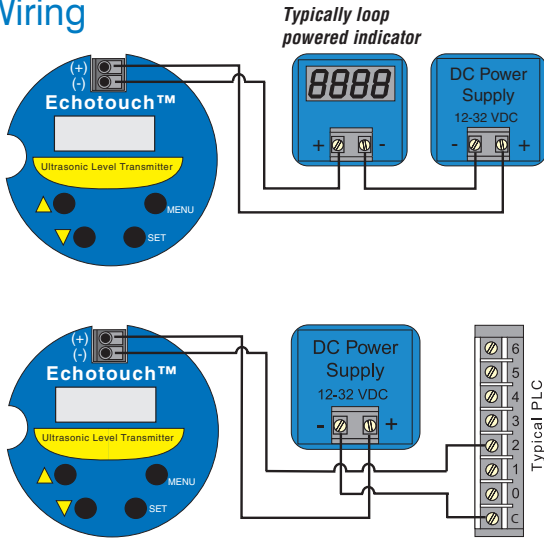 Wiring
Typically loop
powered indicator
(+)
(-)
Echotouch™
Ultrasonic Level Transmitter
MENU
SET
8888
+ -
DC Power
Supply
12-32 VDC
- +
(+)
(-)
Echotouch™
Ultrasonic Level Transmitter
MENU
SET
DC Power
Supply
12-32 VDC
- +
6
5
4
3
2
1
0
C
Typical PLC